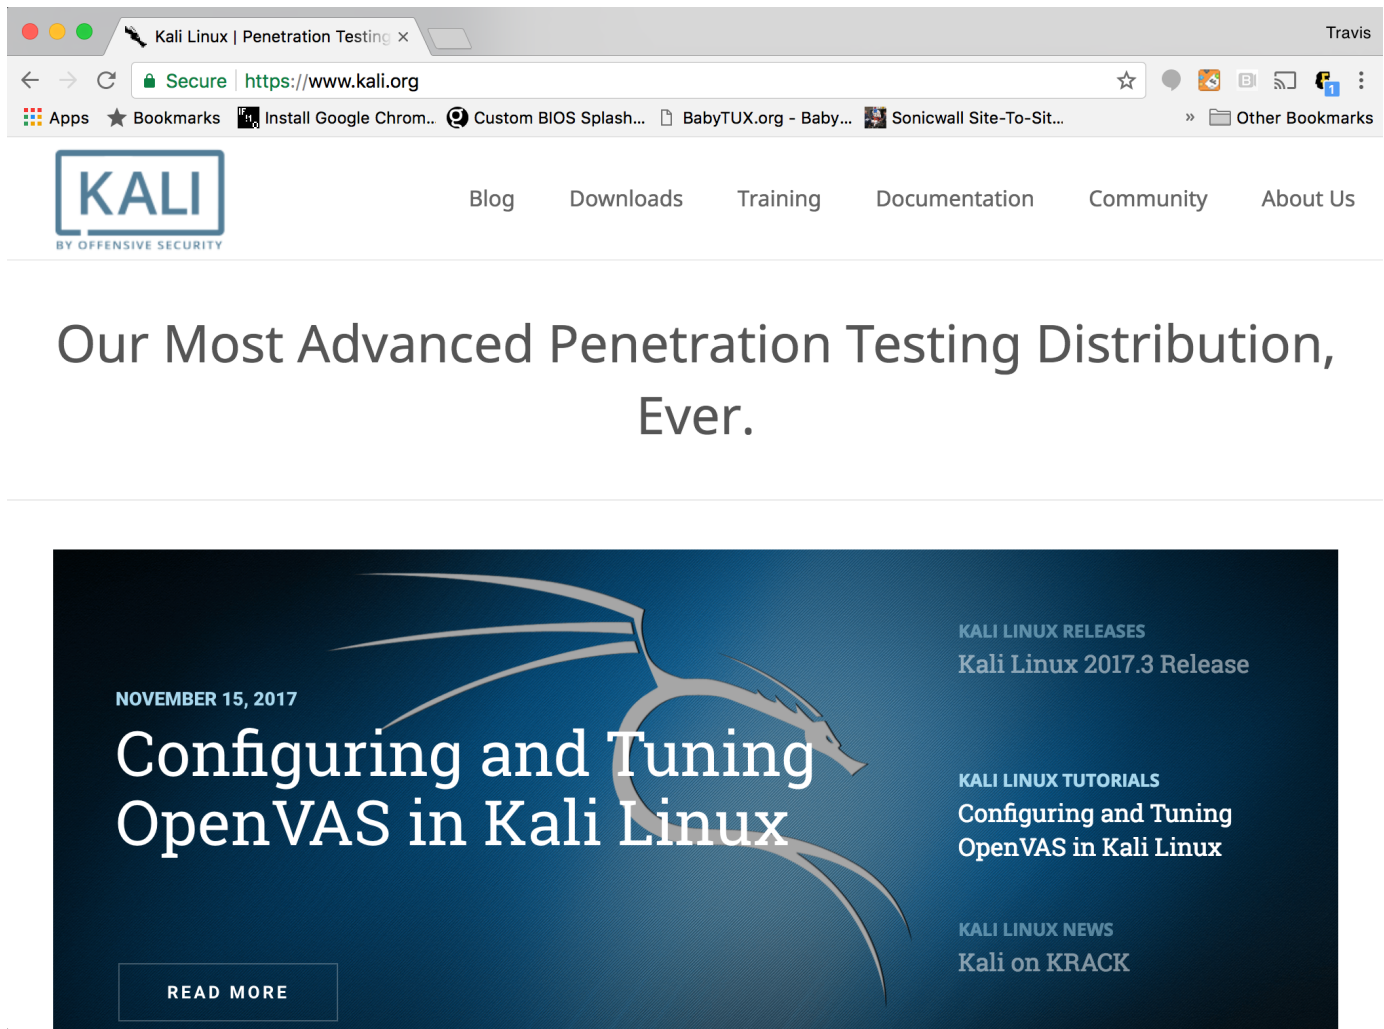 Kali Linux | Penetration Testing
Travis
Secure https://www.kali.org
1
Apps Bookmarks Install Google Chrom... Custom BIOS Splash... BabyTUX.org - Baby... Sonicwall Site-To-Sit... » Other Bookmarks
KALI
BY OFFENSIVE SECURITY
Blog Downloads Training Documentation Community About Us
Our Most Advanced Penetration Testing Distribution,
Ever.
NOVEMBER 15, 2017
Configuring and Tuning
OpenVAS in Kali Linux
READ MORE
KALI LINUX RELEASES
Kali Linux 2017.3 Release
KALI LINUX TUTORIALS
Configuring and Tuning
OpenVAS in Kali Linux
KALI LINUX NEWS
Kali on KRACK